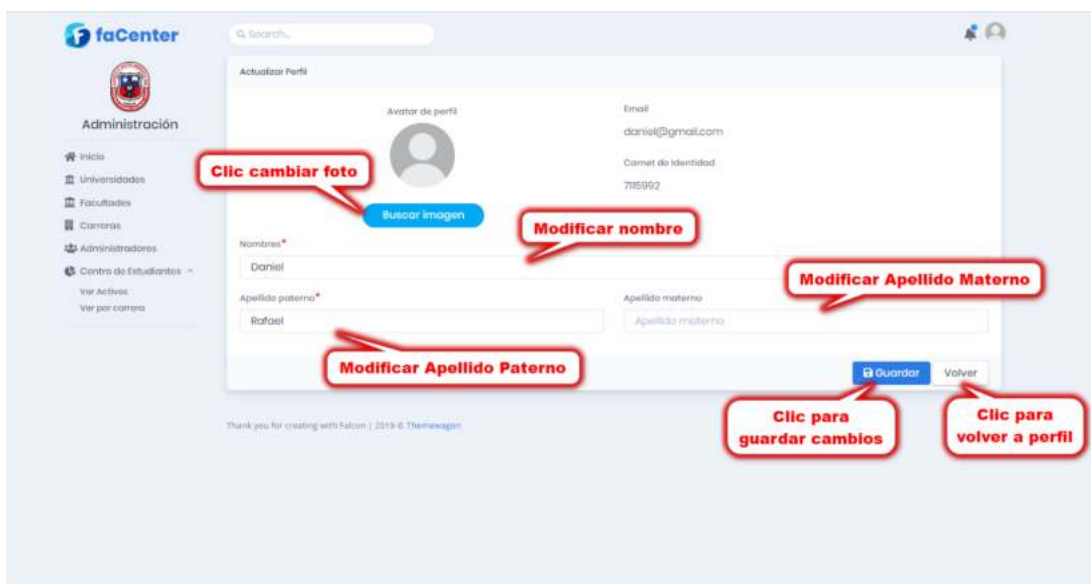 faCenter
Search...
Administración
Inicio
Universidades
Facultades
Carreras
Administradores
Centro de Estudiantes
Ver Activos
Ver por carrera
Actualizar Perfil
Avatar de perfil
Email
daniel@gmail.com
Carnet de Identidad
7115992
Clic cambiar foto
Buscar imagen
Modificar nombre
Nombres*
Daniel
Modificar Apellido Materno
Apellido paterno*
Apellido materno
Rafael
Apellido materno
Modificar Apellido Paterno
Guardar
Volver
Clic para
guardar cambios
Clic para
volver a perfil
Thank you for creating with Falcon | 2019 © Themewagon